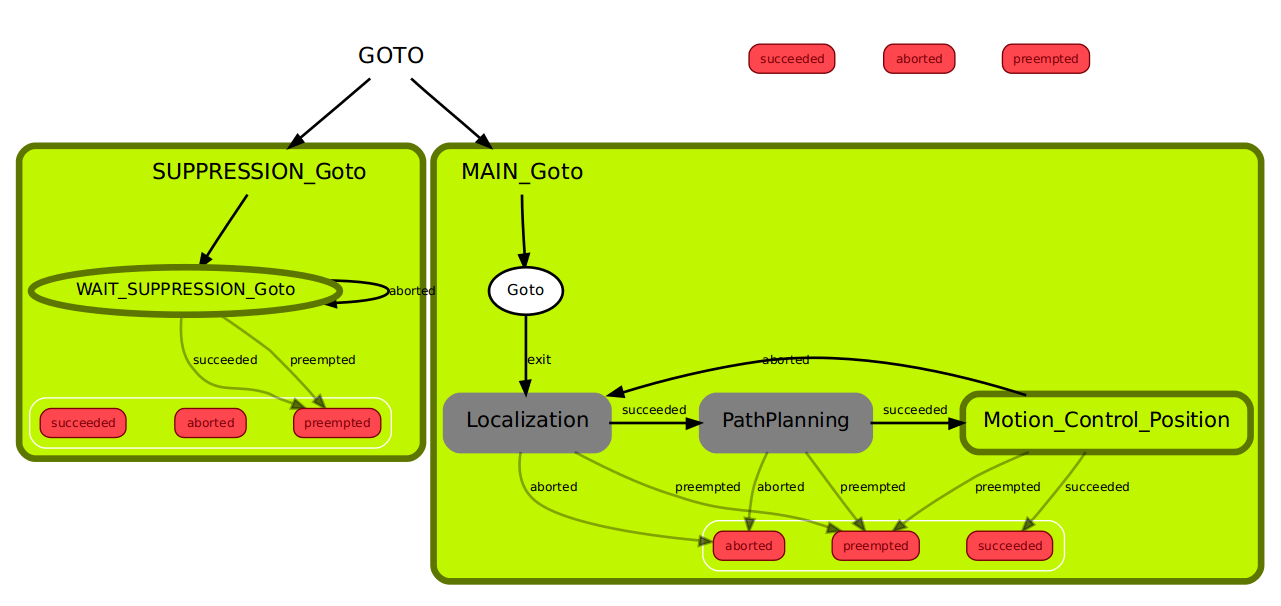 GOTO
succeeded
aborted
preempted
SUPPRESSION_Goto
MAIN_Goto
WAIT_SUPPRESSION_Goto
aborted
Goto
succeeded
preempted
exit
aborted
Localization
succeeded
PathPlanning
succeeded
Motion_Control_Position
succeeded
aborted
preempted
aborted
preempted
aborted
preempted
preempted
succeeded
aborted
preempted
succeeded